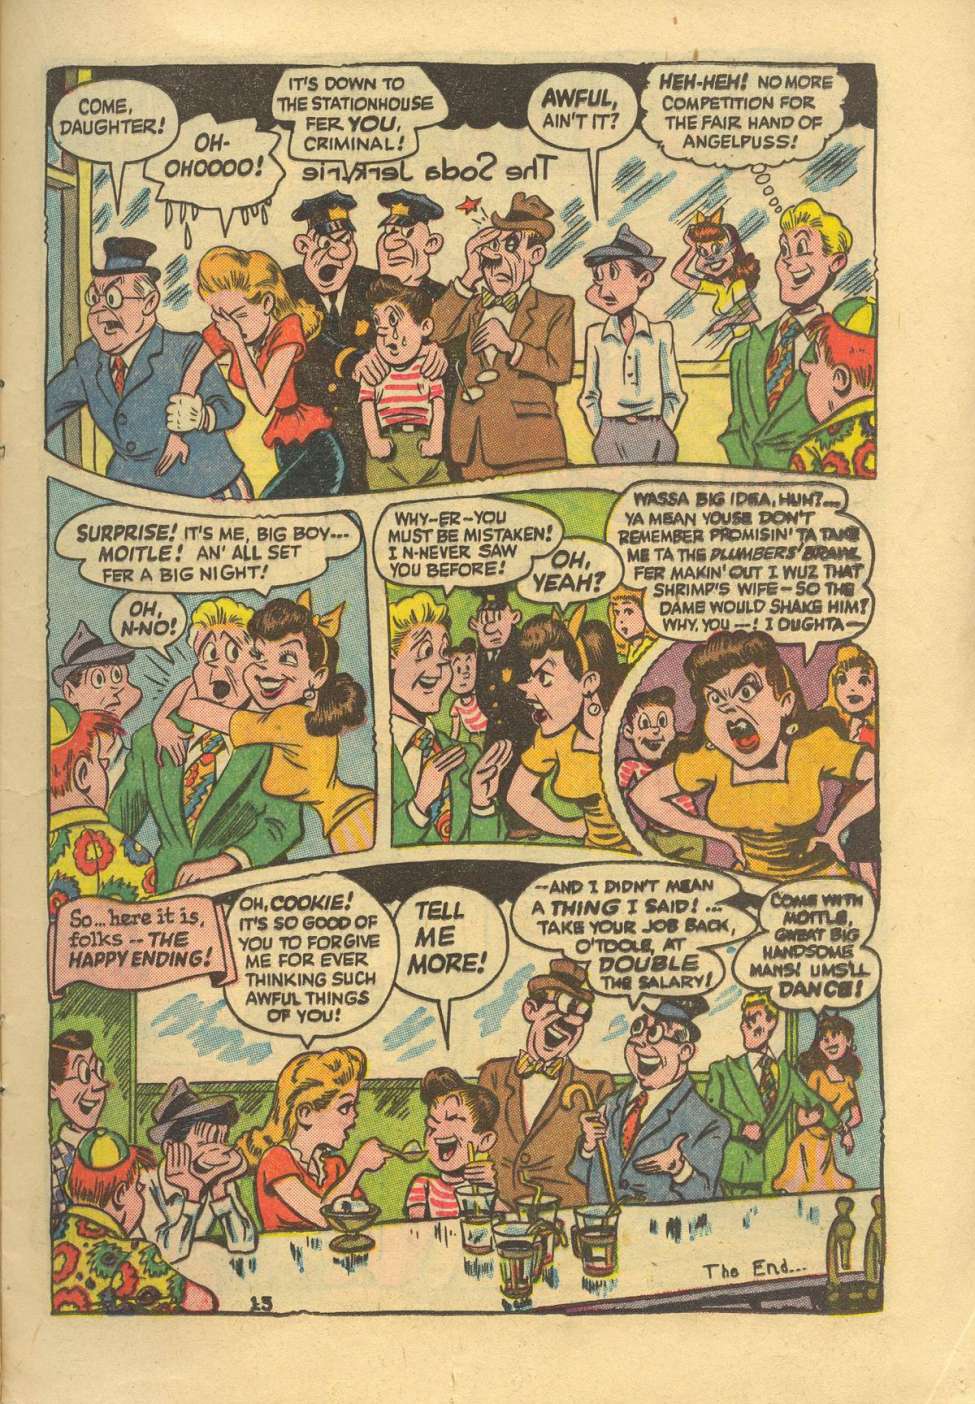 COME,
DAUGHTER!
OH-
OHOOOO!
IT'S DOWN TO
THE STATIONHOUSE
FER YOU,
CRIMINAL!
AWFUL,
AIN'T IT?
HEH-HEH! NO MORE
COMPETITION FOR
THE FAIR HAND OF
ANGELPUSS!
The Soda Jerkerie
SURPRISE! IT'S ME, BIG BOY---
MOITLE! AN' ALL SET
FER A BIG NIGHT!
OH,
N-NO!
WHY-ER-YOU
MUST BE MISTAKEN!
I N-NEVER SAW
YOU BEFORE!
OH,
YEAH?
WASSA BIG IDEA, HUH?---
YA MEAN YOUSE DON'T
REMEMBER PROMISIN' TA TAKE
ME TA THE PLUMBERS' BRAWL
FER MAKIN' OUT I WUZ THAT
SHRIMP'S WIFE-SO THE
DAME WOULD SHAKE HIM?
WHY, YOU--! I OUGHTA-
So...here it is,
folks -- THE
HAPPY ENDING!
OH, COOKIE!
IT'S SO GOOD OF
YOU TO FORGIVE
ME FOR EVER
THINKING SUCH
AWFUL THINGS
OF YOU!
TELL
ME
MORE!
--AND I DIDN'T MEAN
A THING I SAID!...
TAKE YOUR JOB BACK,
O'TOOLE, AT
DOUBLE
THE SALARY!
COME WITH
MOITLE,
GWEAT BIG
HANDSOME
MANS! UMS'LL
DANCE!
The End...
13